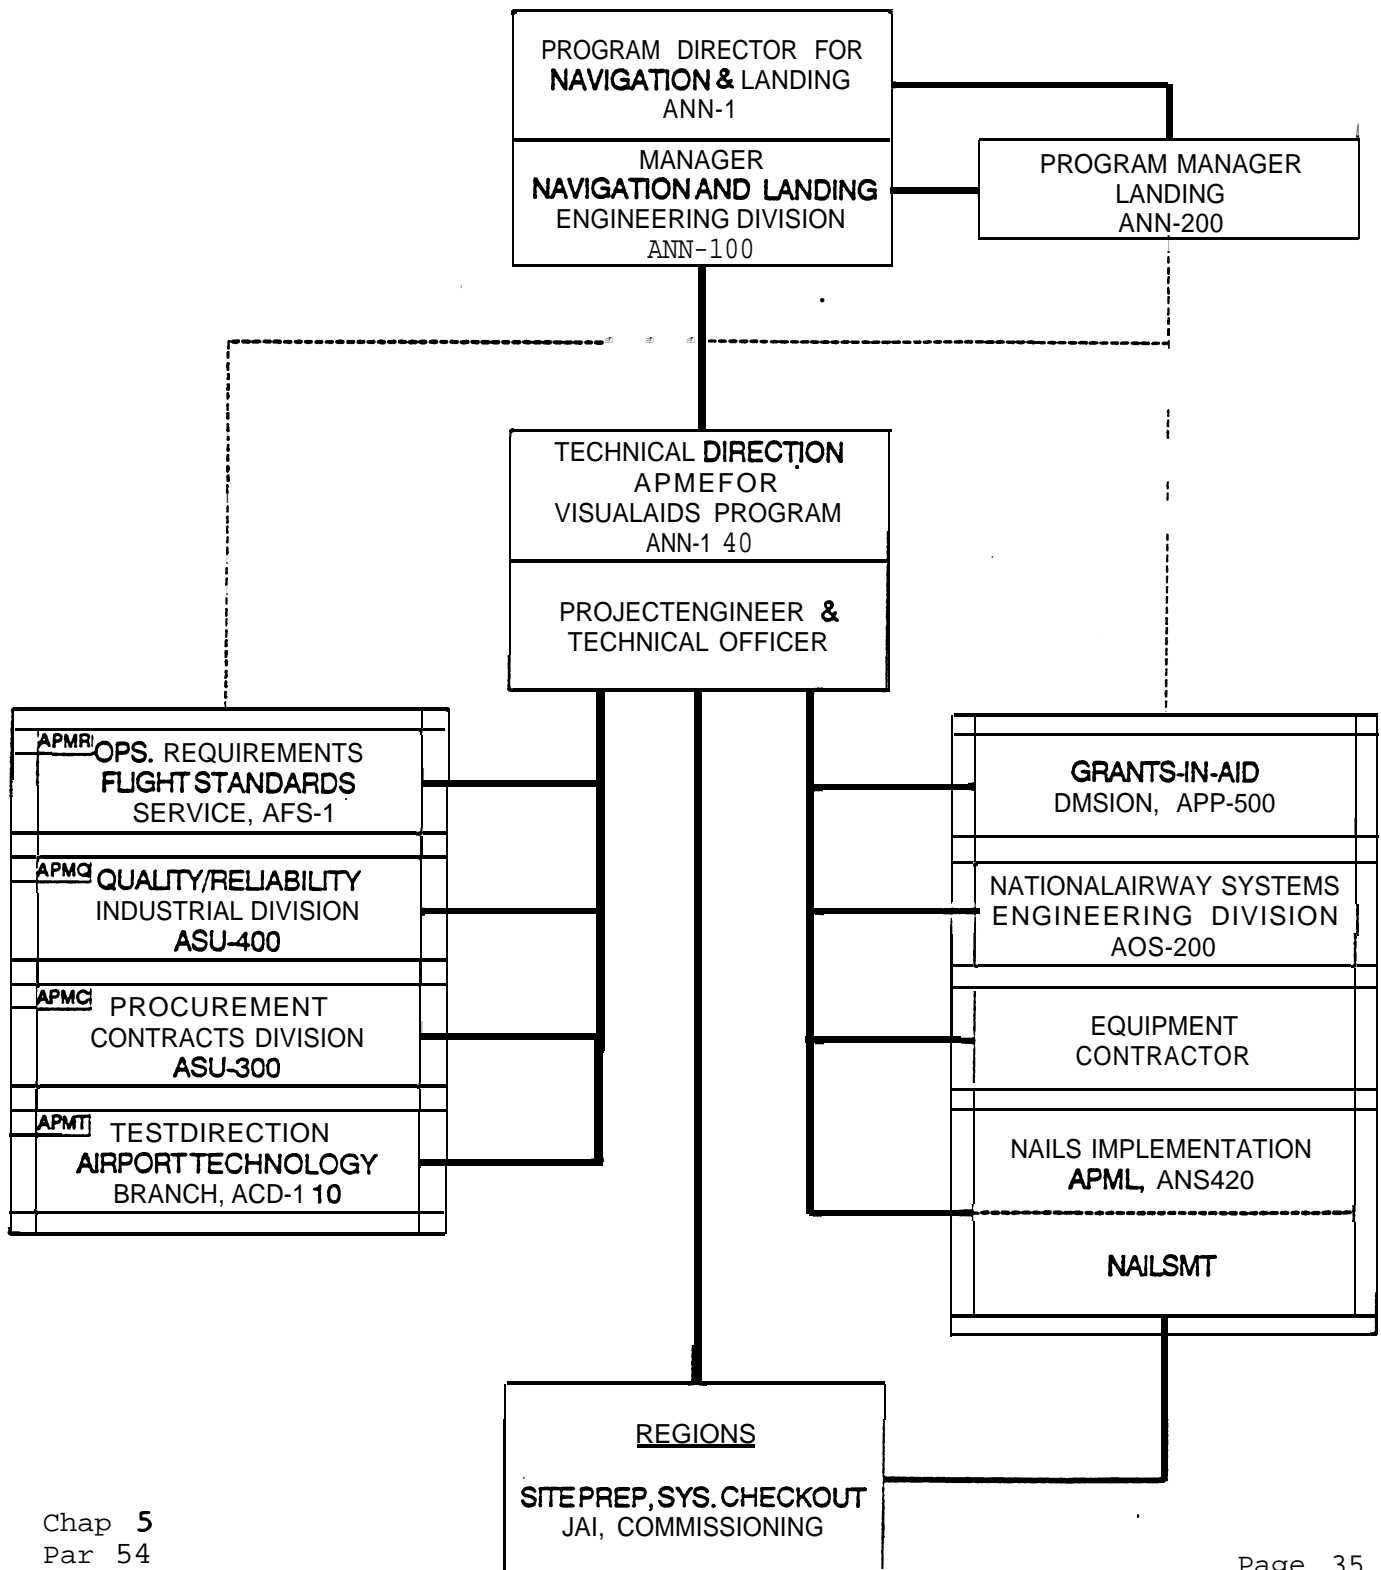 PROGRAM DIRECTOR FOR
NAVIGATION & LANDING
ANN-1
MANAGER
NAVIGATION AND LANDING
ENGINEERING DIVISION
ANN-100
PROGRAM MANAGER
LANDING
ANN-200
TECHNICAL DIRECTION
APMEFOR
VISUALAIDS PROGRAM
ANN-1 40
PROJECTENGINEER &
TECHNICAL OFFICER
APMR
OPS. REQUIREMENTS
FLIGHT STANDARDS
SERVICE, AFS-1
APMQ
QUALITY/RELIABILITY
INDUSTRIAL DIVISION
ASU-400
APMC
PROCUREMENT
CONTRACTS DIVISION
ASU-300
APMT
TESTDIRECTION
AIRPORT TECHNOLOGY
BRANCH, ACD-1 10
GRANTS-IN-AID
DMSION, APP-500
NATIONALAIRWAY SYSTEMS
ENGINEERING DIVISION
AOS-200
EQUIPMENT
CONTRACTOR
NAILS IMPLEMENTATION
APML, ANS420
NAILSMT
REGIONS
SITE PREP, SYS. CHECKOUT
JAI, COMMISSIONING
Chap 5
Par 54
Page 35